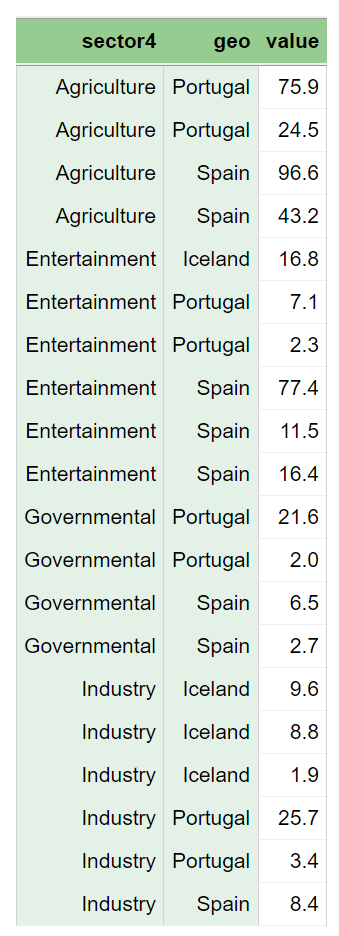 sector4 geo value
Agriculture Portugal 75.9
Agriculture Portugal 24.5
Agriculture Spain 96.6
Agriculture Spain 43.2
Entertainment Iceland 16.8
Entertainment Portugal 7.1
Entertainment Portugal 2.3
Entertainment Spain 77.4
Entertainment Spain 11.5
Entertainment Spain 16.4
Governmental Portugal 21.6
Governmental Portugal 2.0
Governmental Spain 6.5
Governmental Spain 2.7
Industry Iceland 9.6
Industry Iceland 8.8
Industry Iceland 1.9
Industry Portugal 25.7
Industry Portugal 3.4
Industry Spain 8.4